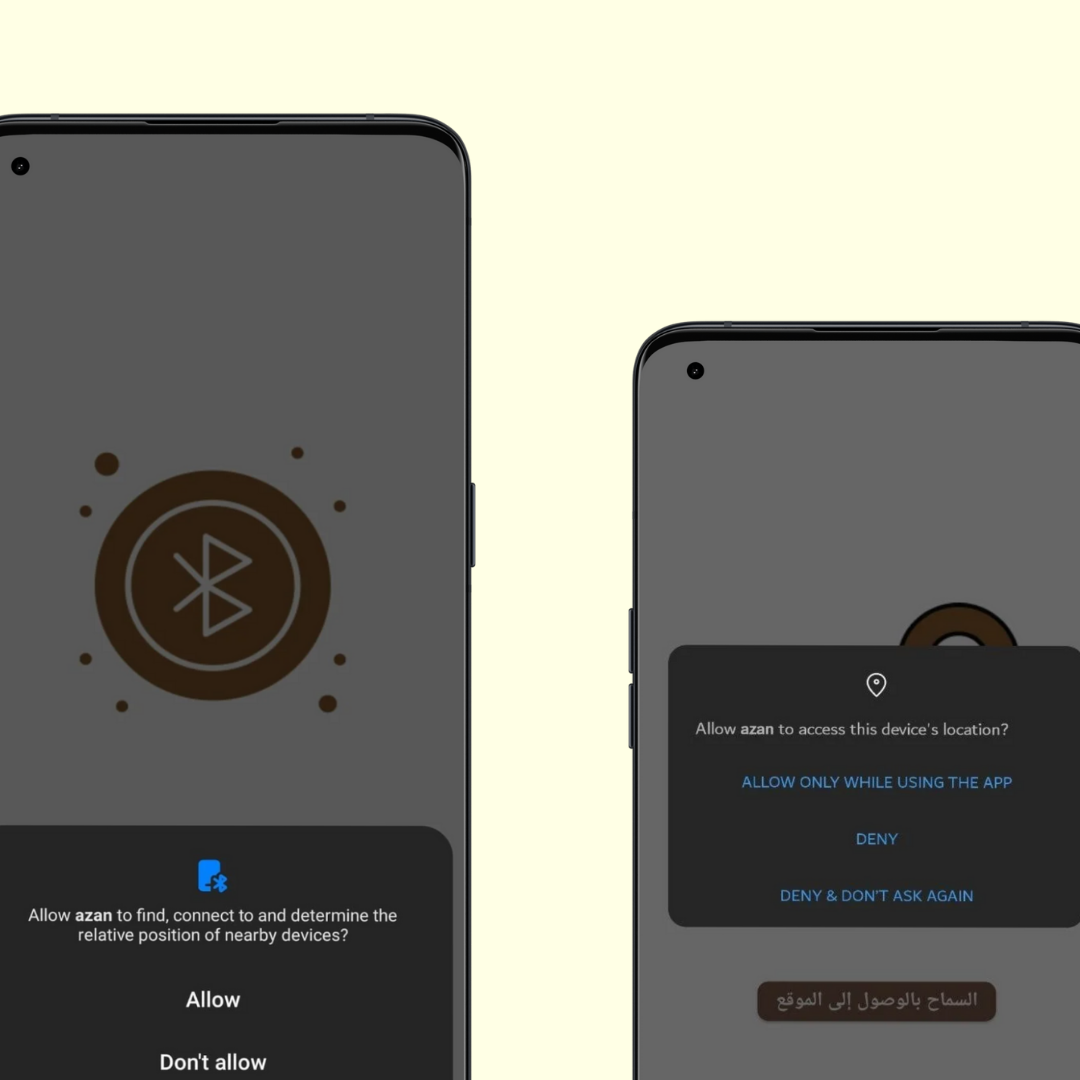 Allow azan to find, connect to and determine the
relative position of nearby devices?
Allow
Don't allow
Allow azan to access this device's location?
ALLOW ONLY WHILE USING THE APP
DENY
DENY & DON'T ASK AGAIN
السماح بالوصول إلى الموقع